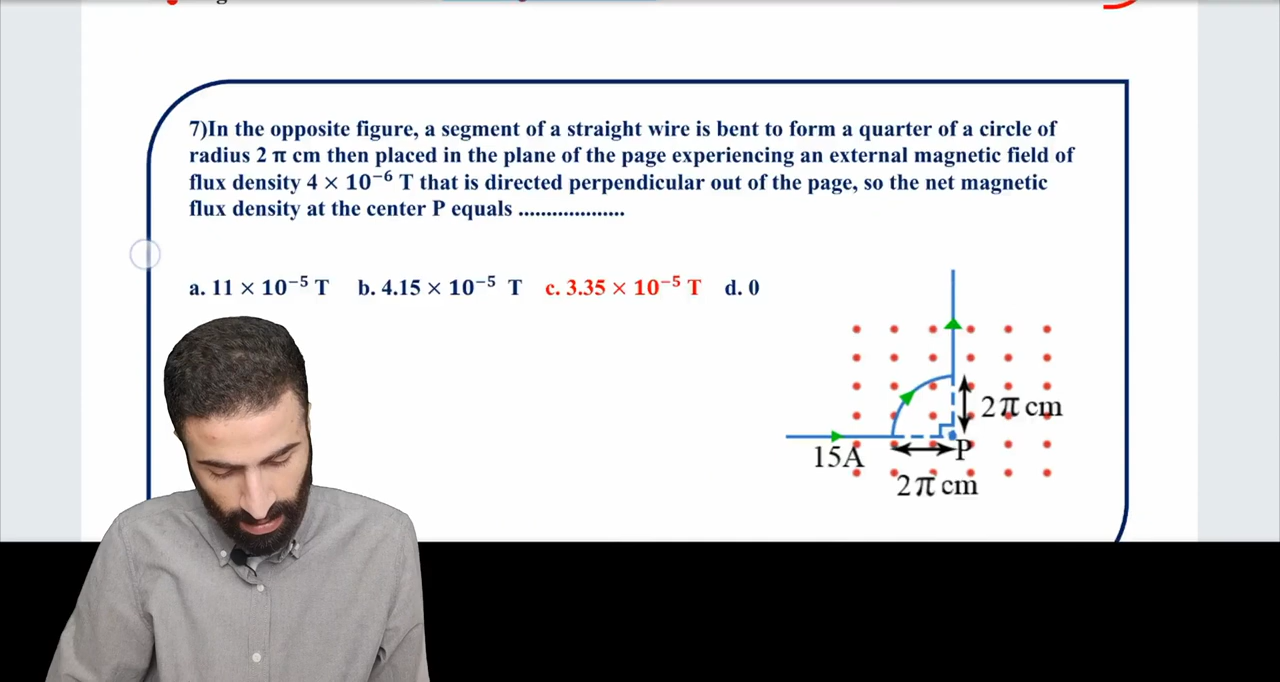 7)In the opposite figure, a segment of a straight wire is bent to form a quarter of a circle of
radius 2 π cm then placed in the plane of the page experiencing an external magnetic field of
flux density 4 × 10⁻⁶ T that is directed perpendicular out of the page, so the net magnetic
flux density at the center P equals ....................
a. 11 × 10⁻⁵ T b. 4.15 × 10⁻⁵ T c. 3.35 × 10⁻⁵ T d. 0
2π cm
P
15A
2π cm